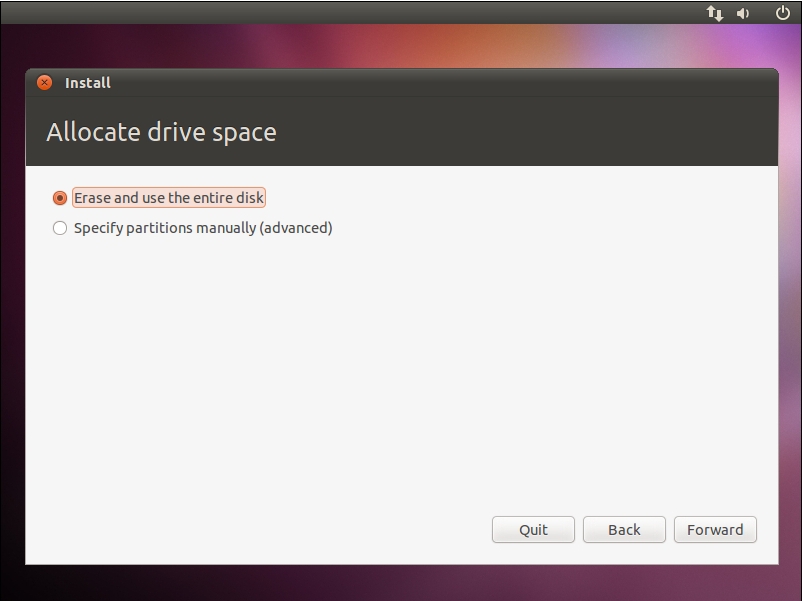 Install
Allocate drive space
Erase and use the entire disk
Specify partitions manually (advanced)
Quit Back Forward